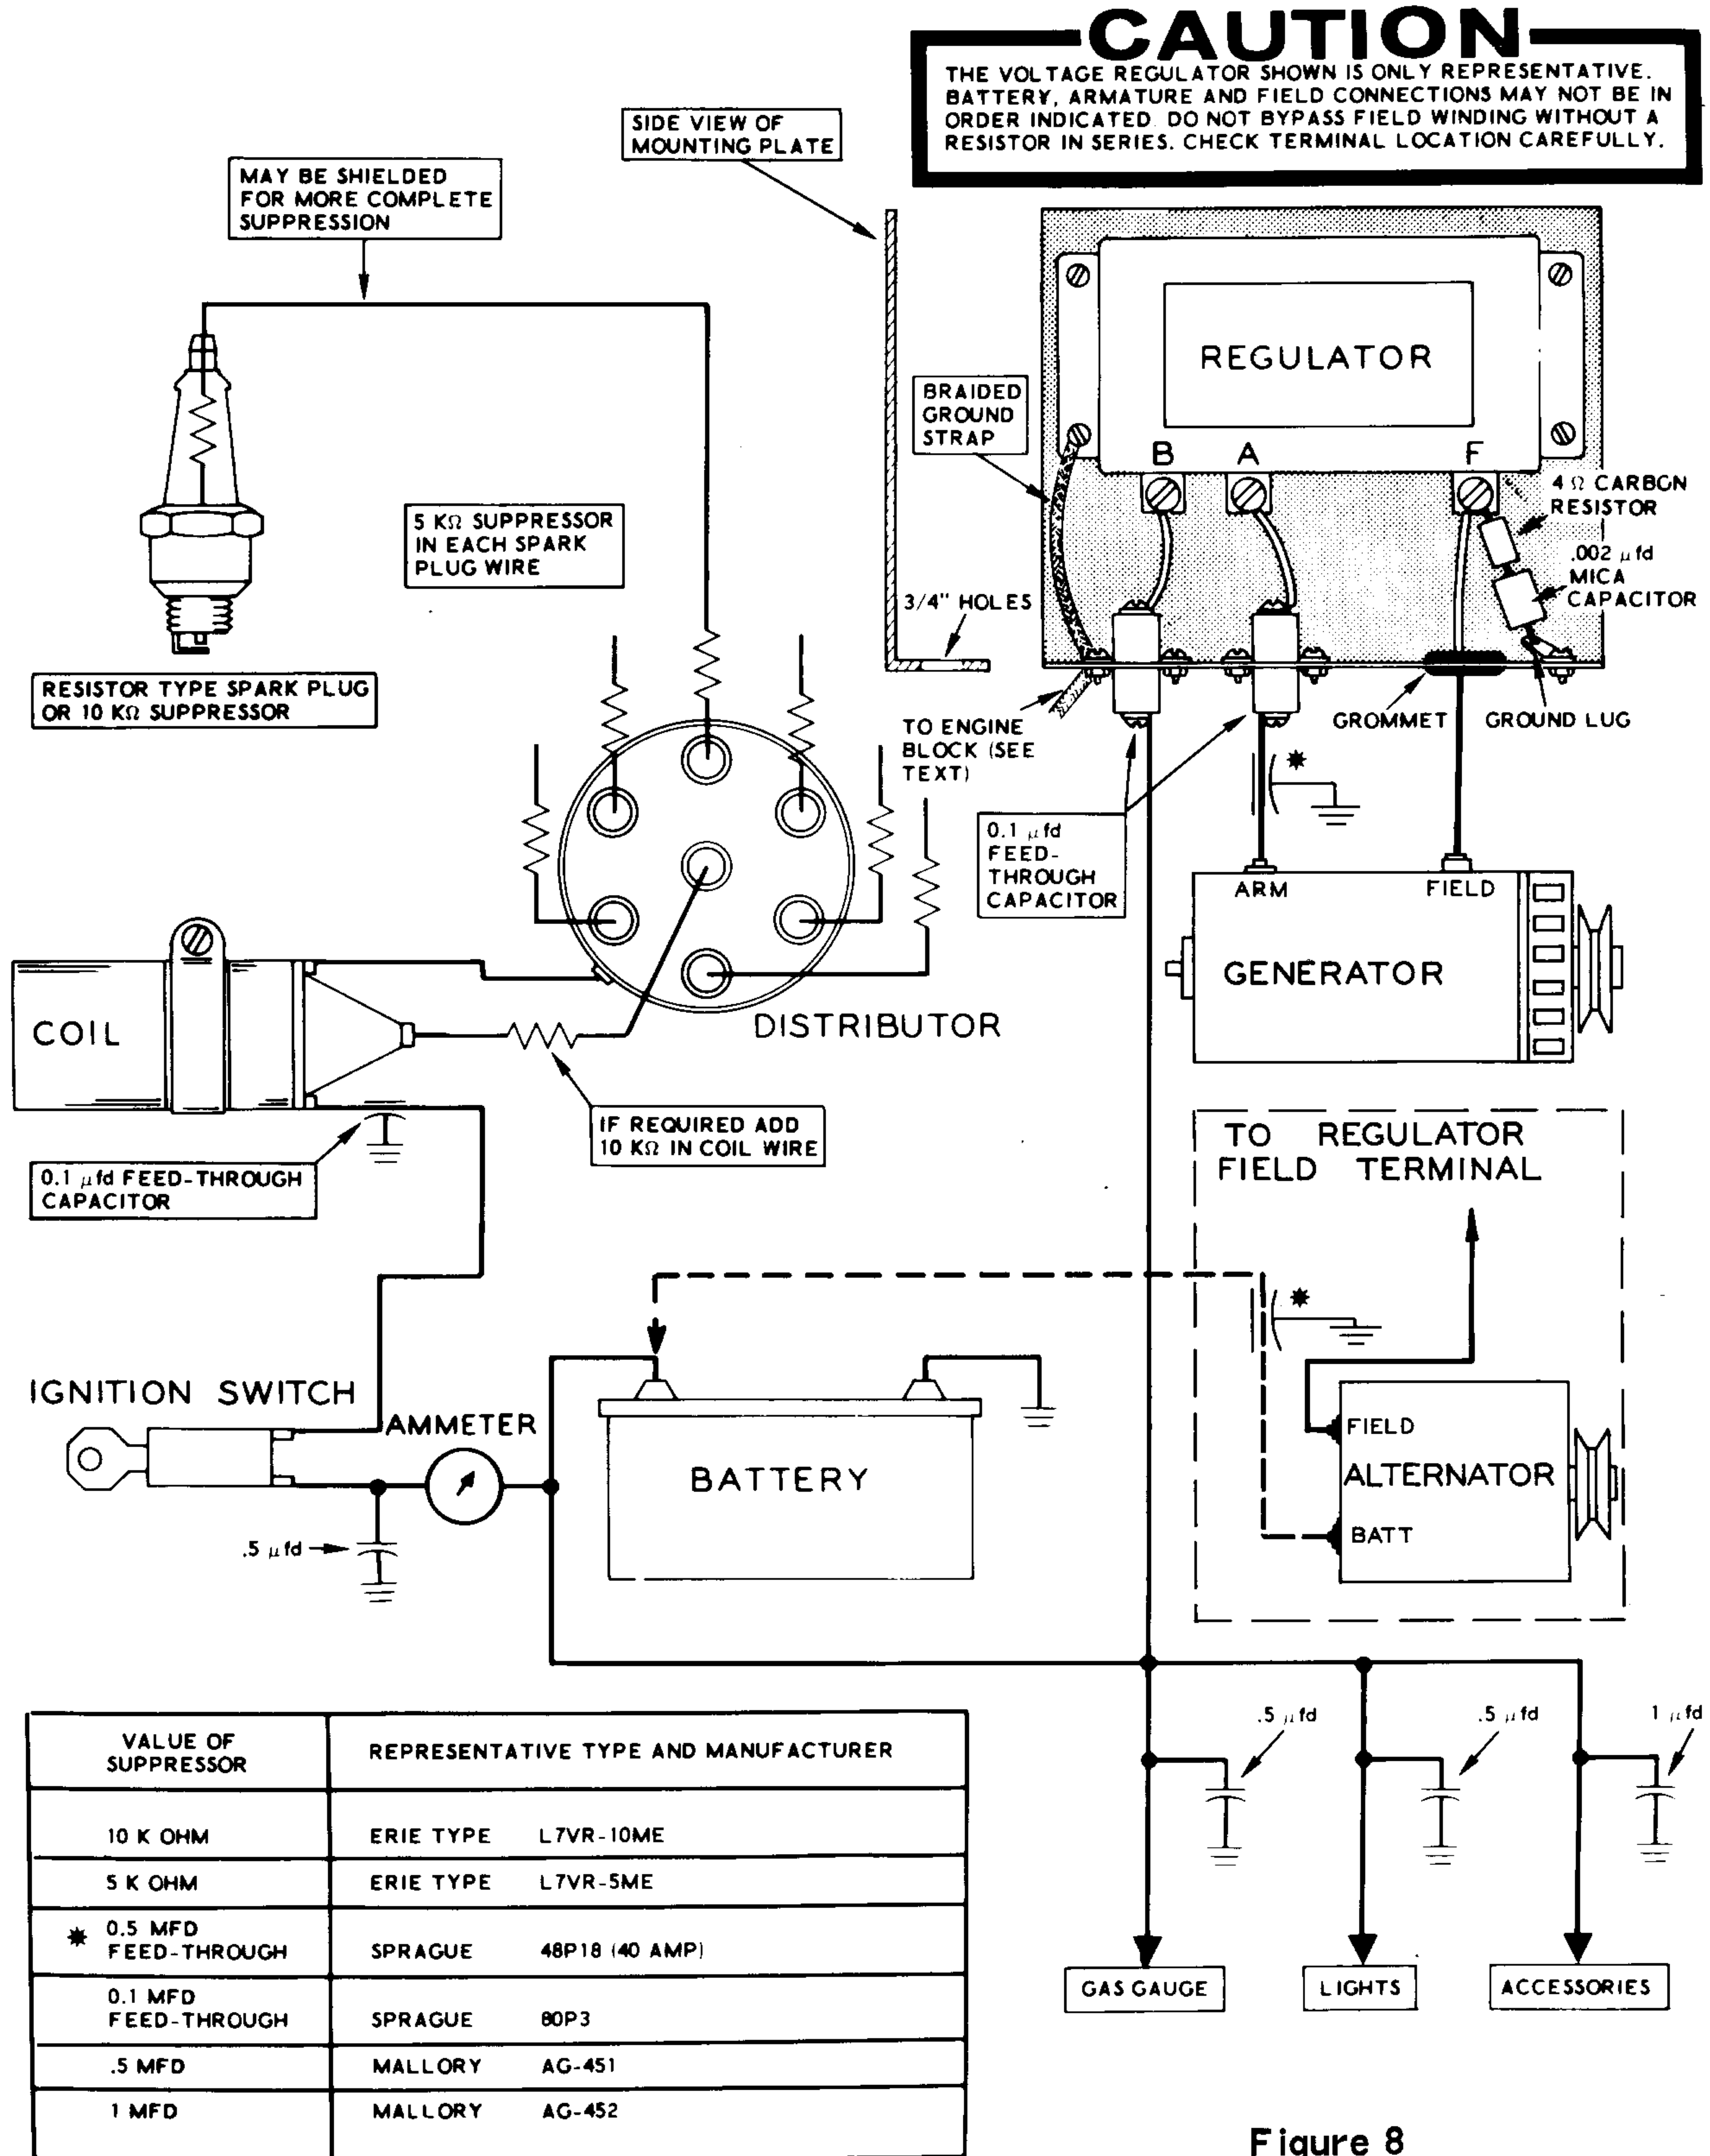 CAUTION
THE VOLTAGE REGULATOR SHOWN IS ONLY REPRESENTATIVE.
BATTERY, ARMATURE AND FIELD CONNECTIONS MAY NOT BE IN
ORDER INDICATED. DO NOT BYPASS FIELD WINDING WITHOUT A
RESISTOR IN SERIES. CHECK TERMINAL LOCATION CAREFULLY.
SIDE VIEW OF
MOUNTING PLATE
MAY BE SHIELDED
FOR MORE COMPLETE
SUPPRESSION
REGULATOR
BRAIDED
GROUND
STRAP
B
A
F
4 Ω CARBON
RESISTOR
.002 μfd
MICA
CAPACITOR
5 KΩ SUPPRESSOR
IN EACH SPARK
PLUG WIRE
3/4" HOLES
RESISTOR TYPE SPARK PLUG
OR 10 KΩ SUPPRESSOR
TO ENGINE
BLOCK (SEE
TEXT)
GROMMET
GROUND LUG
*
0.1 μfd
FEED-
THROUGH
CAPACITOR
ARM
FIELD
GENERATOR
COIL
DISTRIBUTOR
IF REQUIRED ADD
10 KΩ IN COIL WIRE
0.1 μfd FEED-THROUGH
CAPACITOR
TO REGULATOR
FIELD TERMINAL
*
IGNITION SWITCH
AMMETER
BATTERY
FIELD
ALTERNATOR
BATT
.5 μfd
.5 μfd
.5 μfd
1 μfd
GAS GAUGE
LIGHTS
ACCESSORIES
VALUE OF
SUPPRESSOR
REPRESENTATIVE TYPE AND MANUFACTURER
10 K OHM ERIE TYPE L7VR-10ME
5 K OHM ERIE TYPE L7VR-5ME
* 0.5 MFD
FEED-THROUGH SPRAGUE 48P18 (40 AMP)
0.1 MFD
FEED-THROUGH SPRAGUE 80P3
.5 MFD MALLORY AG-451
1 MFD MALLORY AG-452
Figure 8